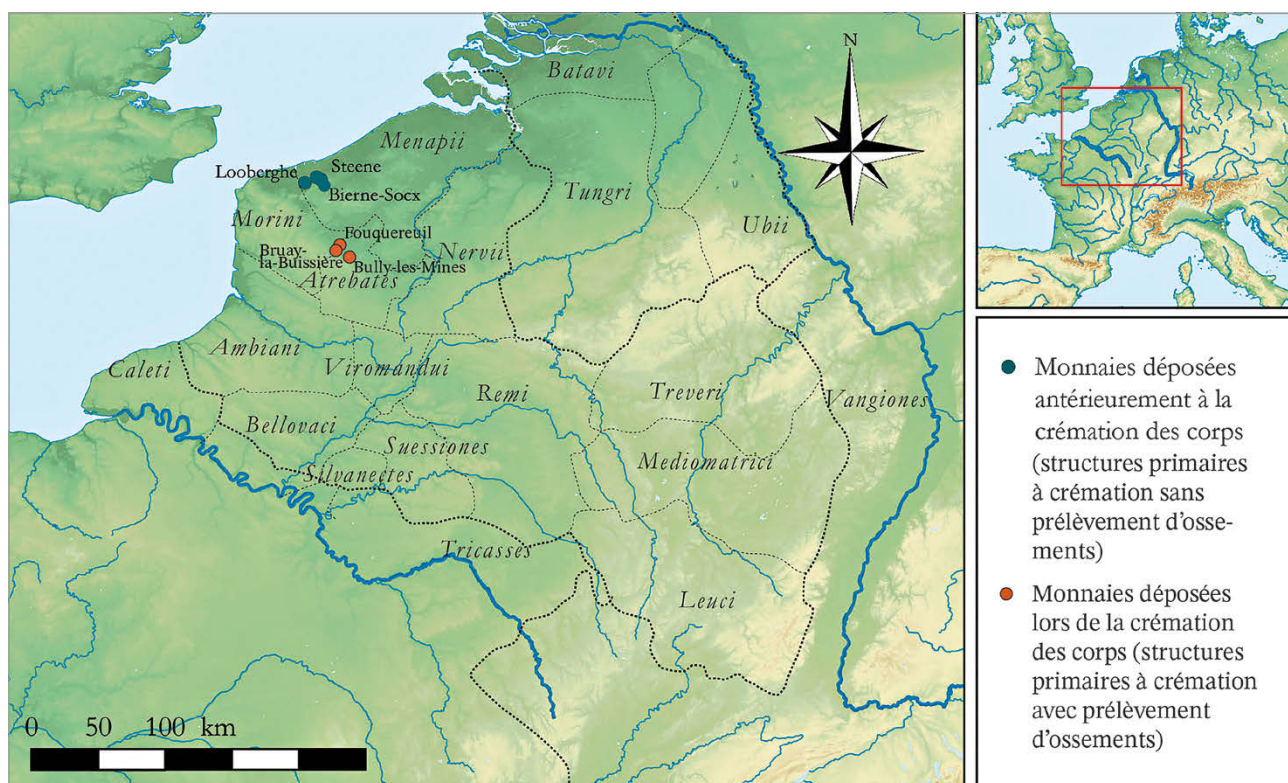 N
Batavi
Menapii
Looberghe
Steene
Bierne-Socx
Tungri
Morini
Ubii
Fouquereuil
Bruay-
la-Buissière
Nervii
Bully-les-Mines
Atrebates
Ambiani
Caleti
Viromandui
Remi
Treveri
Vangiones
Bellovaci
Suessiones
Mediomatrici
Silvanectes
Tricasses
Leuci
0 50 100 km
Monnaies déposées
antérieurement à la
crémation des corps
(structures primaires
à crémation sans
prélèvement d'osse-
ments)
Monnaies déposées
lors de la crémation
des corps (structures
primaires à crémation
avec prélèvement
d'ossements)